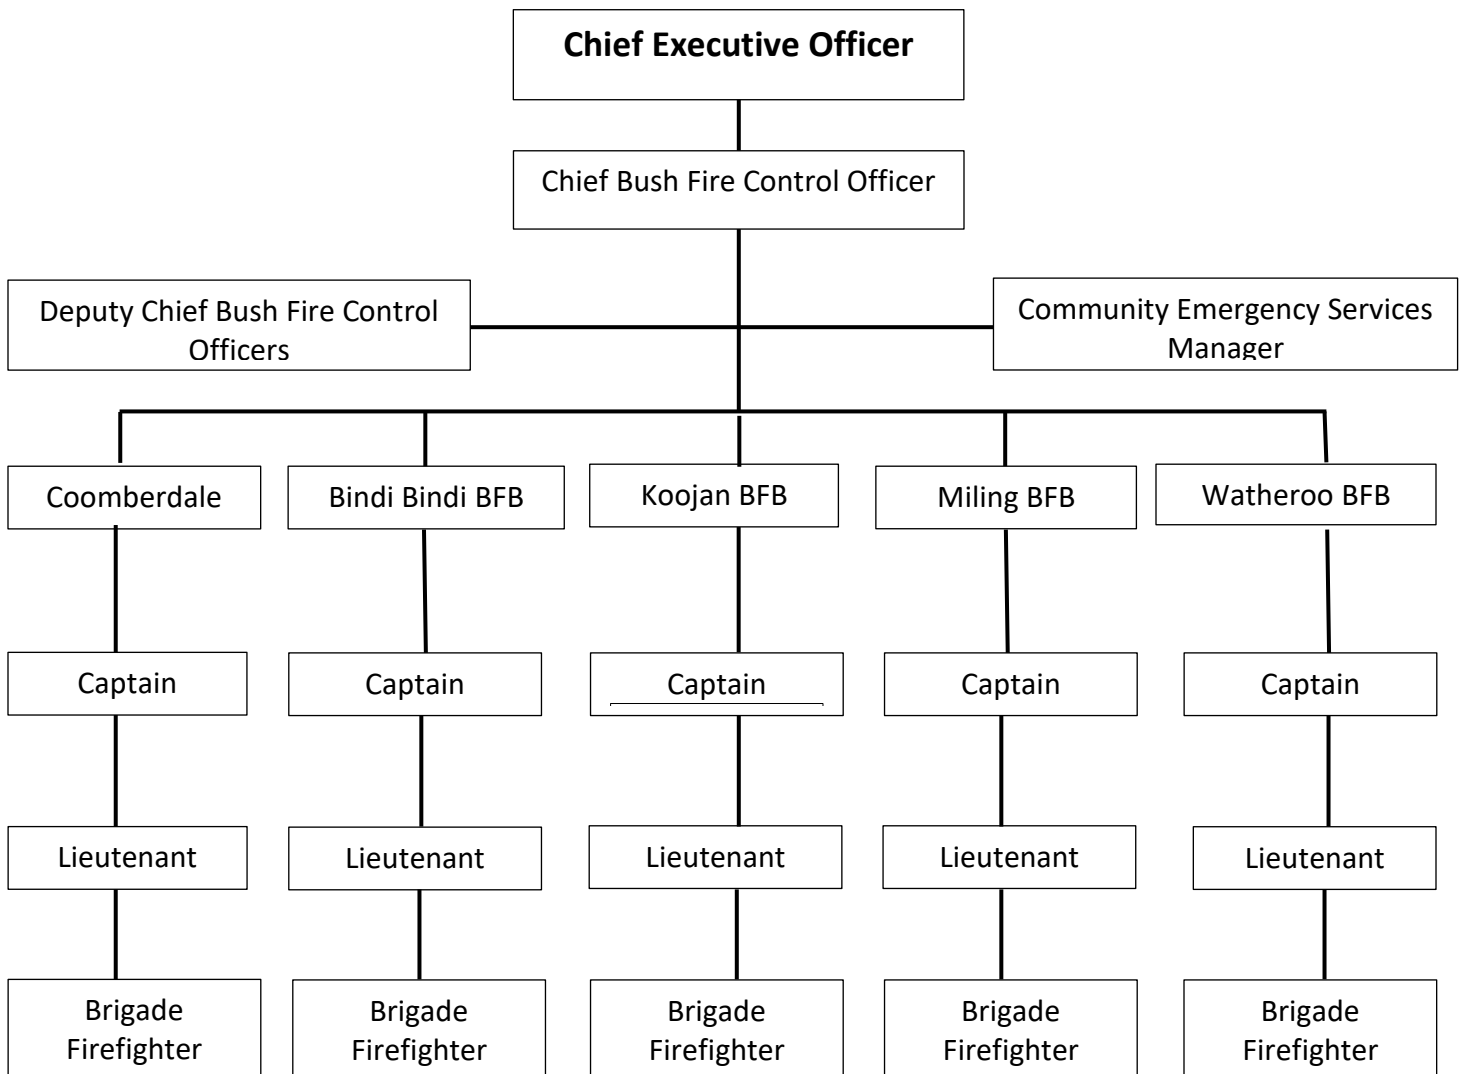 Chief Executive Officer
Chief Bush Fire Control Officer
Deputy Chief Bush Fire Control
Officers
Community Emergency Services
Manager
Coomberdale
Bindi Bindi BFB
Koojan BFB
Miling BFB
Watheroo BFB
Captain
Captain
Captain
Captain
Captain
Lieutenant
Lieutenant
Lieutenant
Lieutenant
Lieutenant
Brigade
Firefighter
Brigade
Firefighter
Brigade
Firefighter
Brigade
Firefighter
Brigade
Firefighter